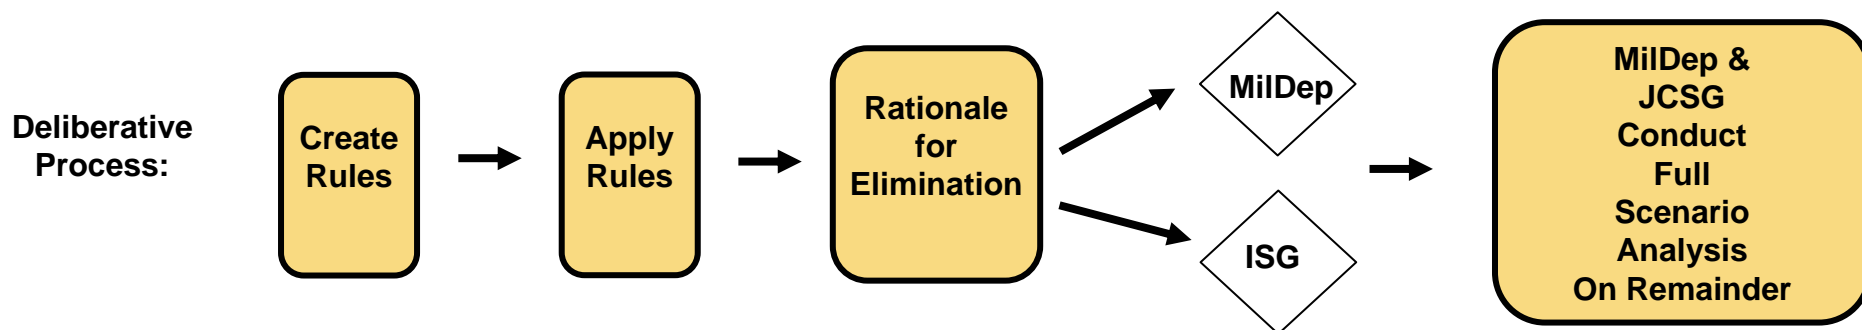 Deliberative
Process:
Create
Rules
Apply
Rules
Rationale
for
Elimination
MilDep
ISG
MilDep &
JCSG
Conduct
Full
Scenario
Analysis
On Remainder